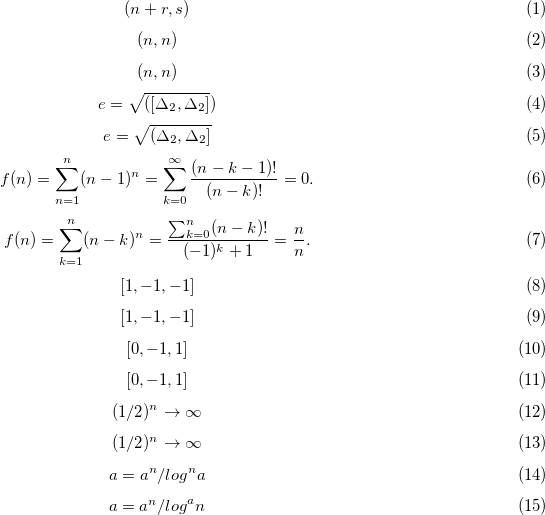 (n + r, s) (1)
(n, n) (2)
(n, n) (3)
e = √([Δ₂, Δ₂]) (4)
e = √(Δ₂, Δ₂] (5)
f(n) = ∑_{n=1}^{n} (n − 1)ⁿ = ∑_{k=0}^{∞} (n − k − 1)!/(n − k)! = 0. (6)
f(n) = ∑_{k=1}^{n} (n − k)ⁿ = ∑_{k=0}^{n}(n − k)!/((−1)ᵏ + 1) = n/n. (7)
[1, −1, −1] (8)
[1, −1, −1] (9)
[0, −1, 1] (10)
[0, −1, 1] (11)
(1/2)ⁿ → ∞ (12)
(1/2)ⁿ → ∞ (13)
a = aⁿ/logⁿa (14)
a = aⁿ/logᵃn (15)